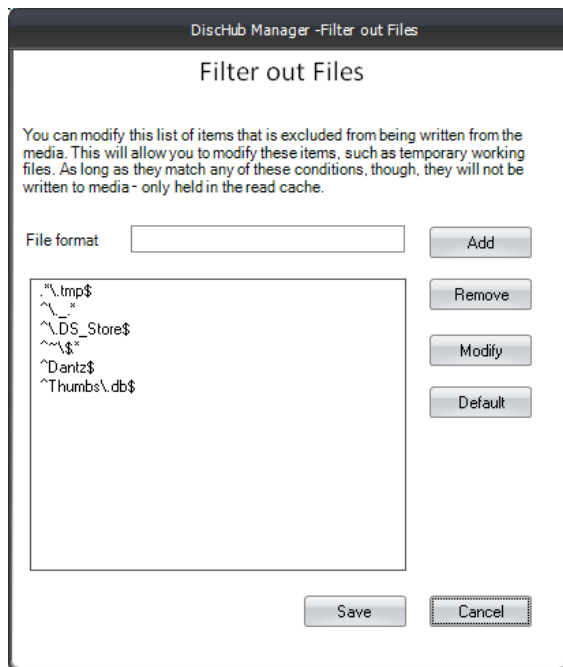 DiscHub Manager -Filter out Files
Filter out Files
You can modify this list of items that is excluded from being written from the
media. This will allow you to modify these items, such as temporary working
files. As long as they match any of these conditions, though, they will not be
written to media - only held in the read cache.
File format
Add
.*\.tmp$
^\._.*
^\.DS_Store$
^~\$.*
^Dantz$
^Thumbs\.db$
Remove
Modify
Default
Save
Cancel